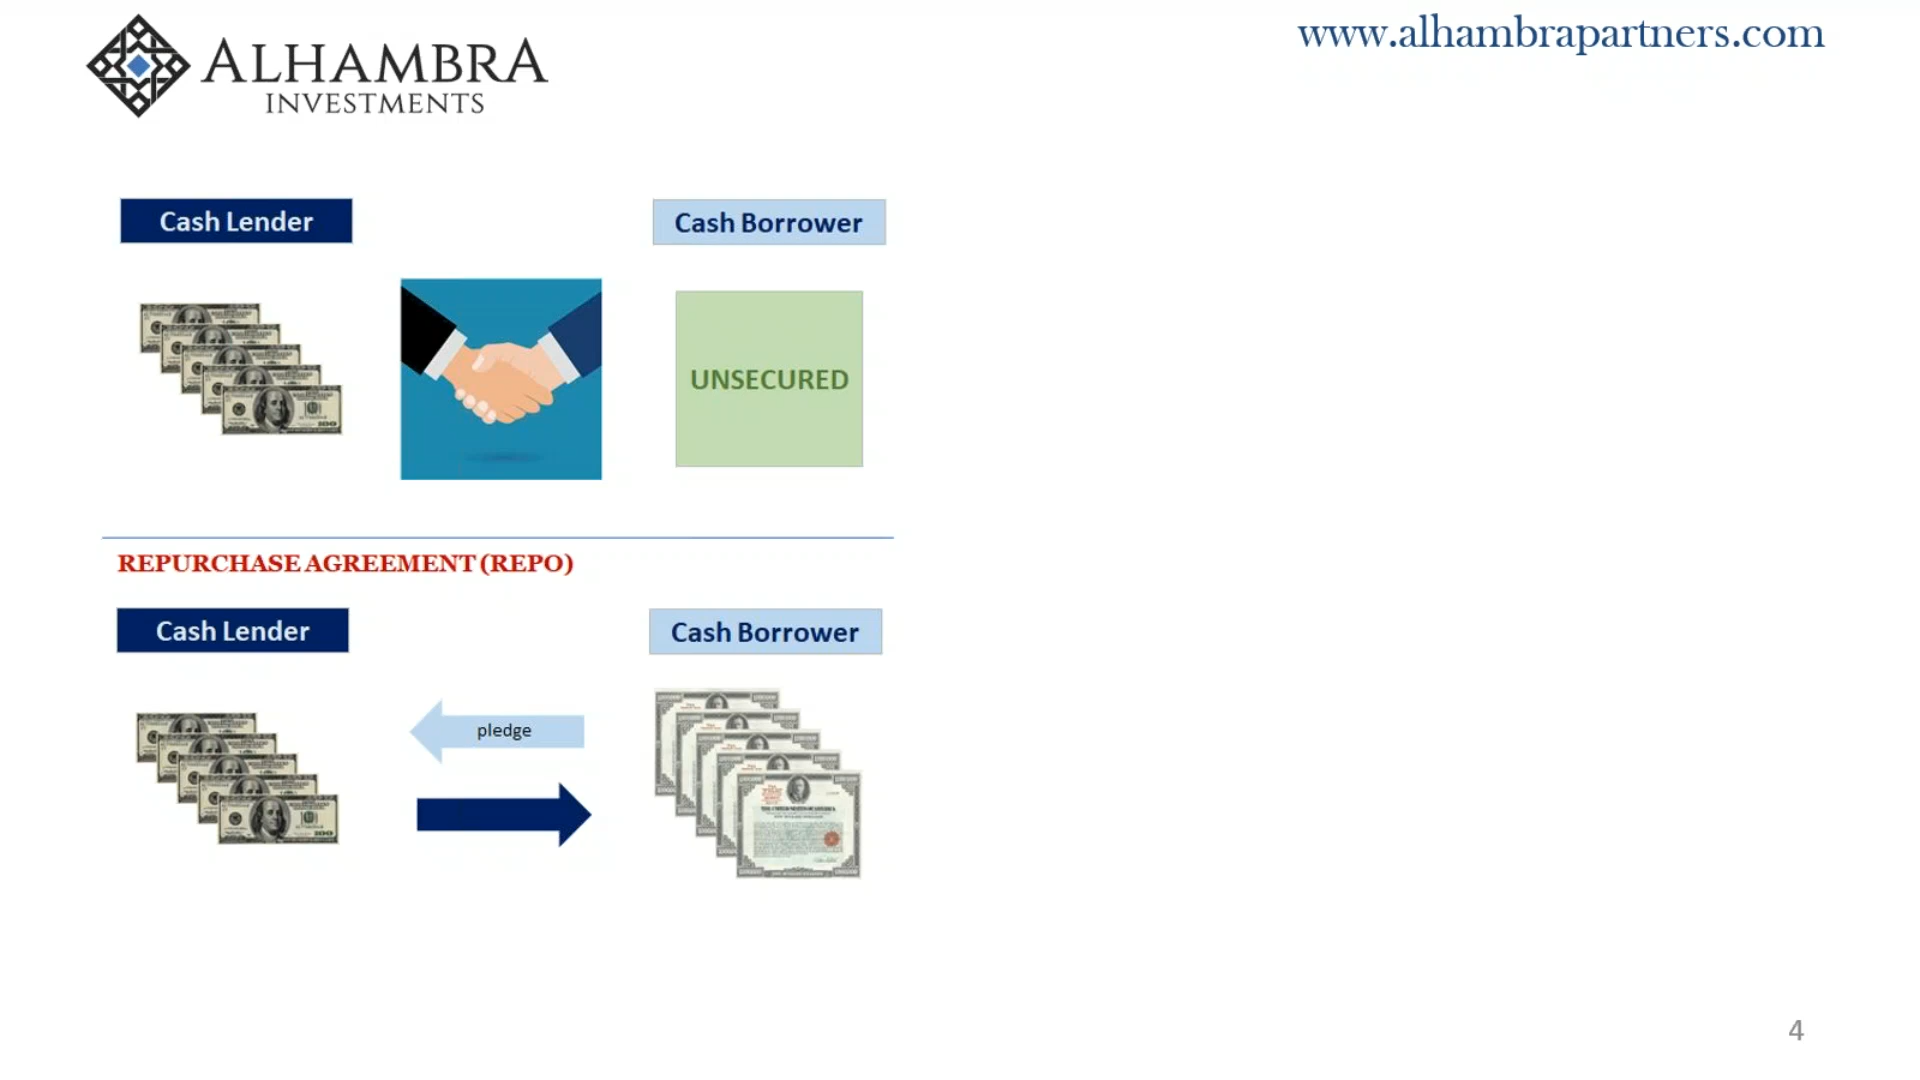 ALHAMBRA
INVESTMENTS
www.alhambrapartners.com
Cash Lender
Cash Borrower
UNSECURED
REPURCHASE AGREEMENT (REPO)
Cash Lender
Cash Borrower
pledge
4